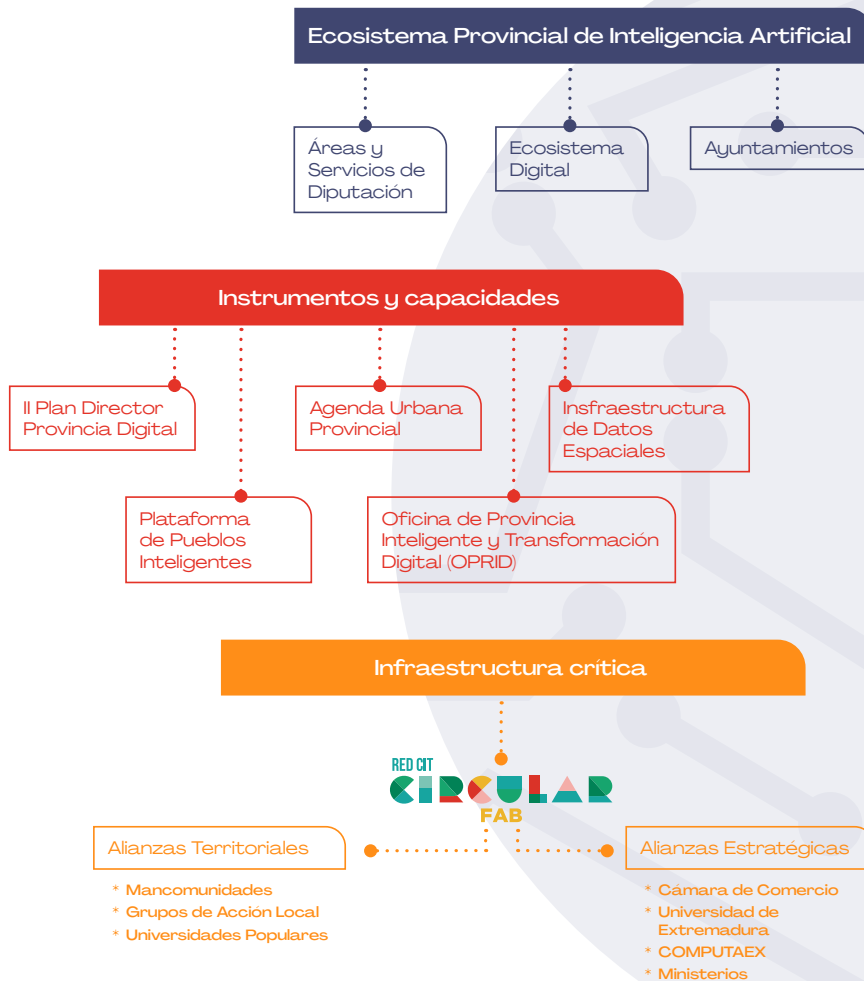 Ecosistema Provincial de Inteligencia Artificial
Áreas y
Servicios de
Diputación
Ecosistema
Digital
Ayuntamientos
Instrumentos y capacidades
II Plan Director
Provincia Digital
Agenda Urbana
Provincial
Insfraestructura
de Datos
Espaciales
Plataforma
de Pueblos
Inteligentes
Oficina de Provincia
Inteligente y Transformación
Digital (OPRID)
Infraestructura crítica
RED CIT
CIRCULAR
FAB
Alianzas Territoriales
* Mancomunidades
* Grupos de Acción Local
* Universidades Populares
Alianzas Estratégicas
* Cámara de Comercio
* Universidad de
Extremadura
* COMPUTAEX
* Ministerios